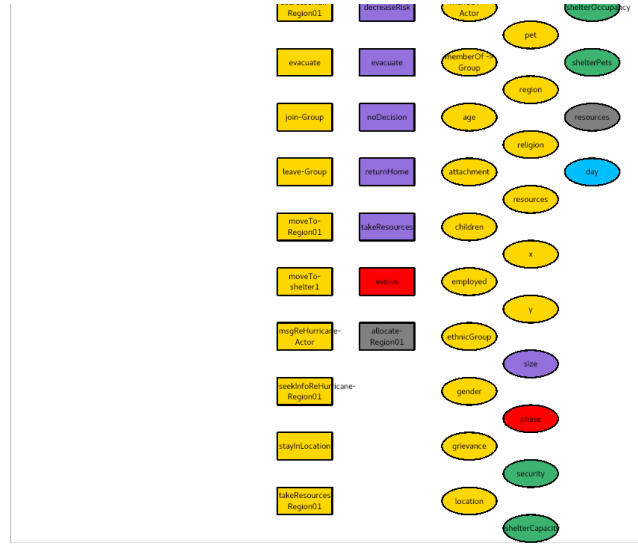 Region01
decreaseRisk
Actor
shelterOccupancy
pet
evacuate
evacuate
memberOf ->
Group
shelterPets
region
join-Group
noDecision
age
resources
religion
leave-Group
returnHome
attachment
day
resources
moveTo-
Region01
takeResources
children
x
moveTo-
shelter1
evolve
employed
y
msgReHurricane-
Actor
allocate-
Region01
ethnicGroup
size
seekInfoReHurricane-
Region01
gender
phase
stayInLocation
grievance
security
takeResources
Region01
location
shelterCapacity